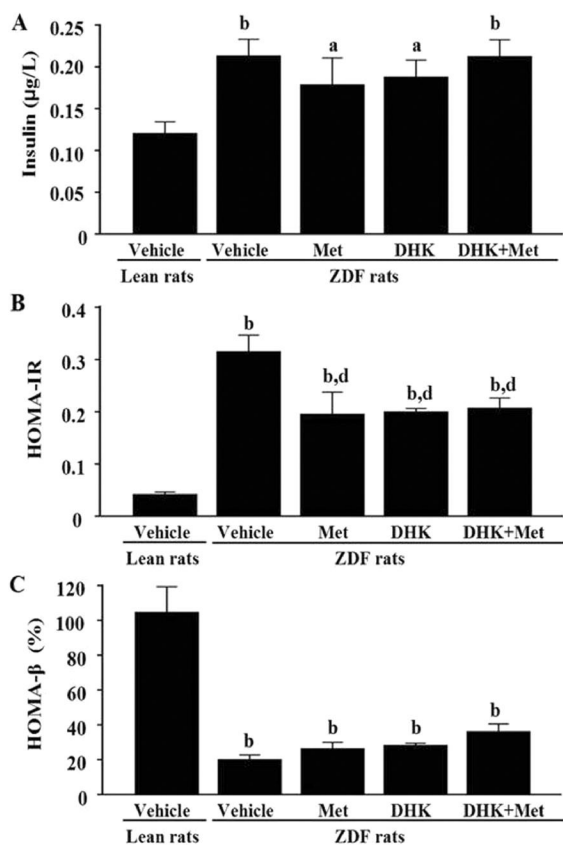 A
Insulin (µg/L)
0.25
0.20
0.15
0.10
0.05
0
b
a
a
b
Vehicle Vehicle Met DHK DHK+Met
Lean rats ZDF rats
B
HOMA-IR
0.4
0.3
0.2
0.1
0
b
b,d
b,d
b,d
Vehicle Vehicle Met DHK DHK+Met
Lean rats ZDF rats
C
HOMA-β (%)
120
100
80
60
40
20
0
b
b
b
b
Vehicle Vehicle Met DHK DHK+Met
Lean rats ZDF rats